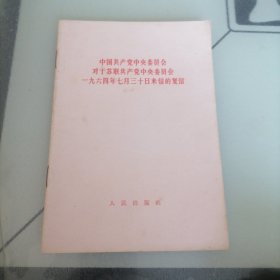 中国共产党中央委员会
对于苏联共产党中央委员会
一九六四年七月三十日来信的复信
人民出版社